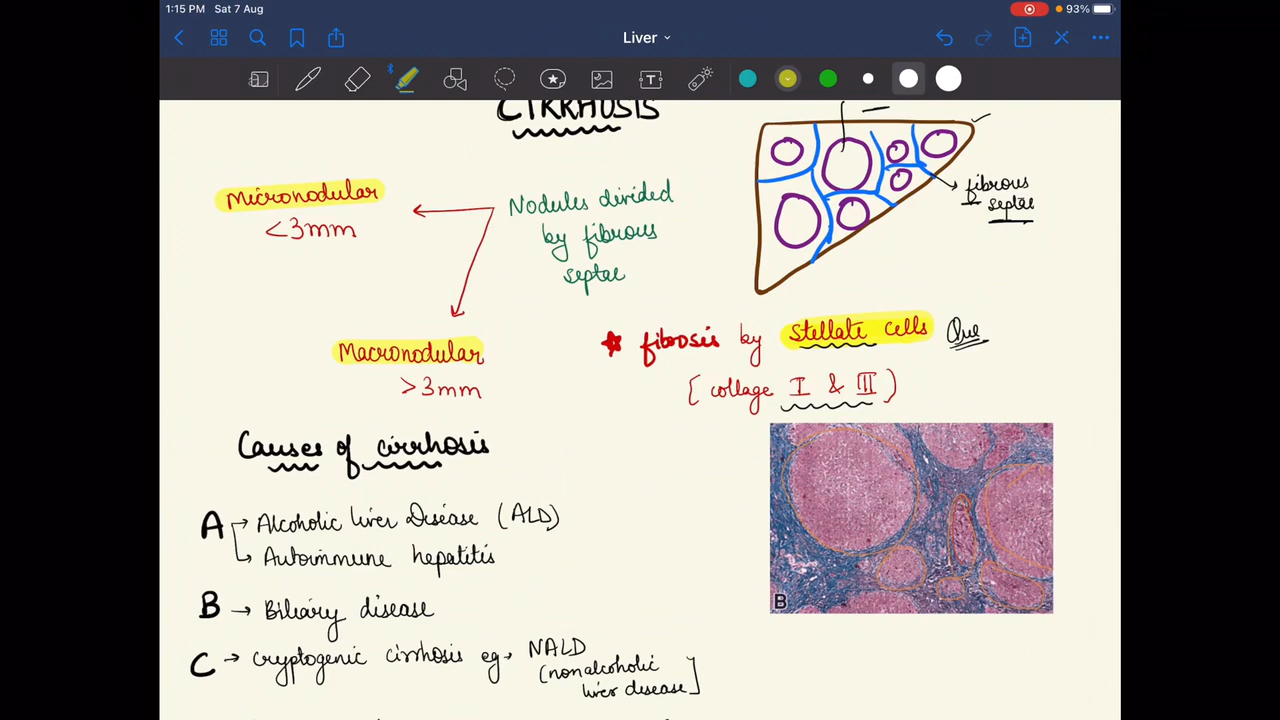 1:15 PM Sat 7 Aug
93%
Liver
CIRRHOSIS
Micronodular
<3mm
Nodules divided
by fibrous
septae
fibrous
septae
Macronodular
>3mm
★ fibrosis by stellate cells Que
[collage I & III)
Causes of cirrhosis
A → Alcoholic liver Disease (ALD)
→ Autoimmune hepatitis
B → Biliary disease
C → cryptogenic cirrhosis eg → NALD
(nonalcoholic
liver disease]
B